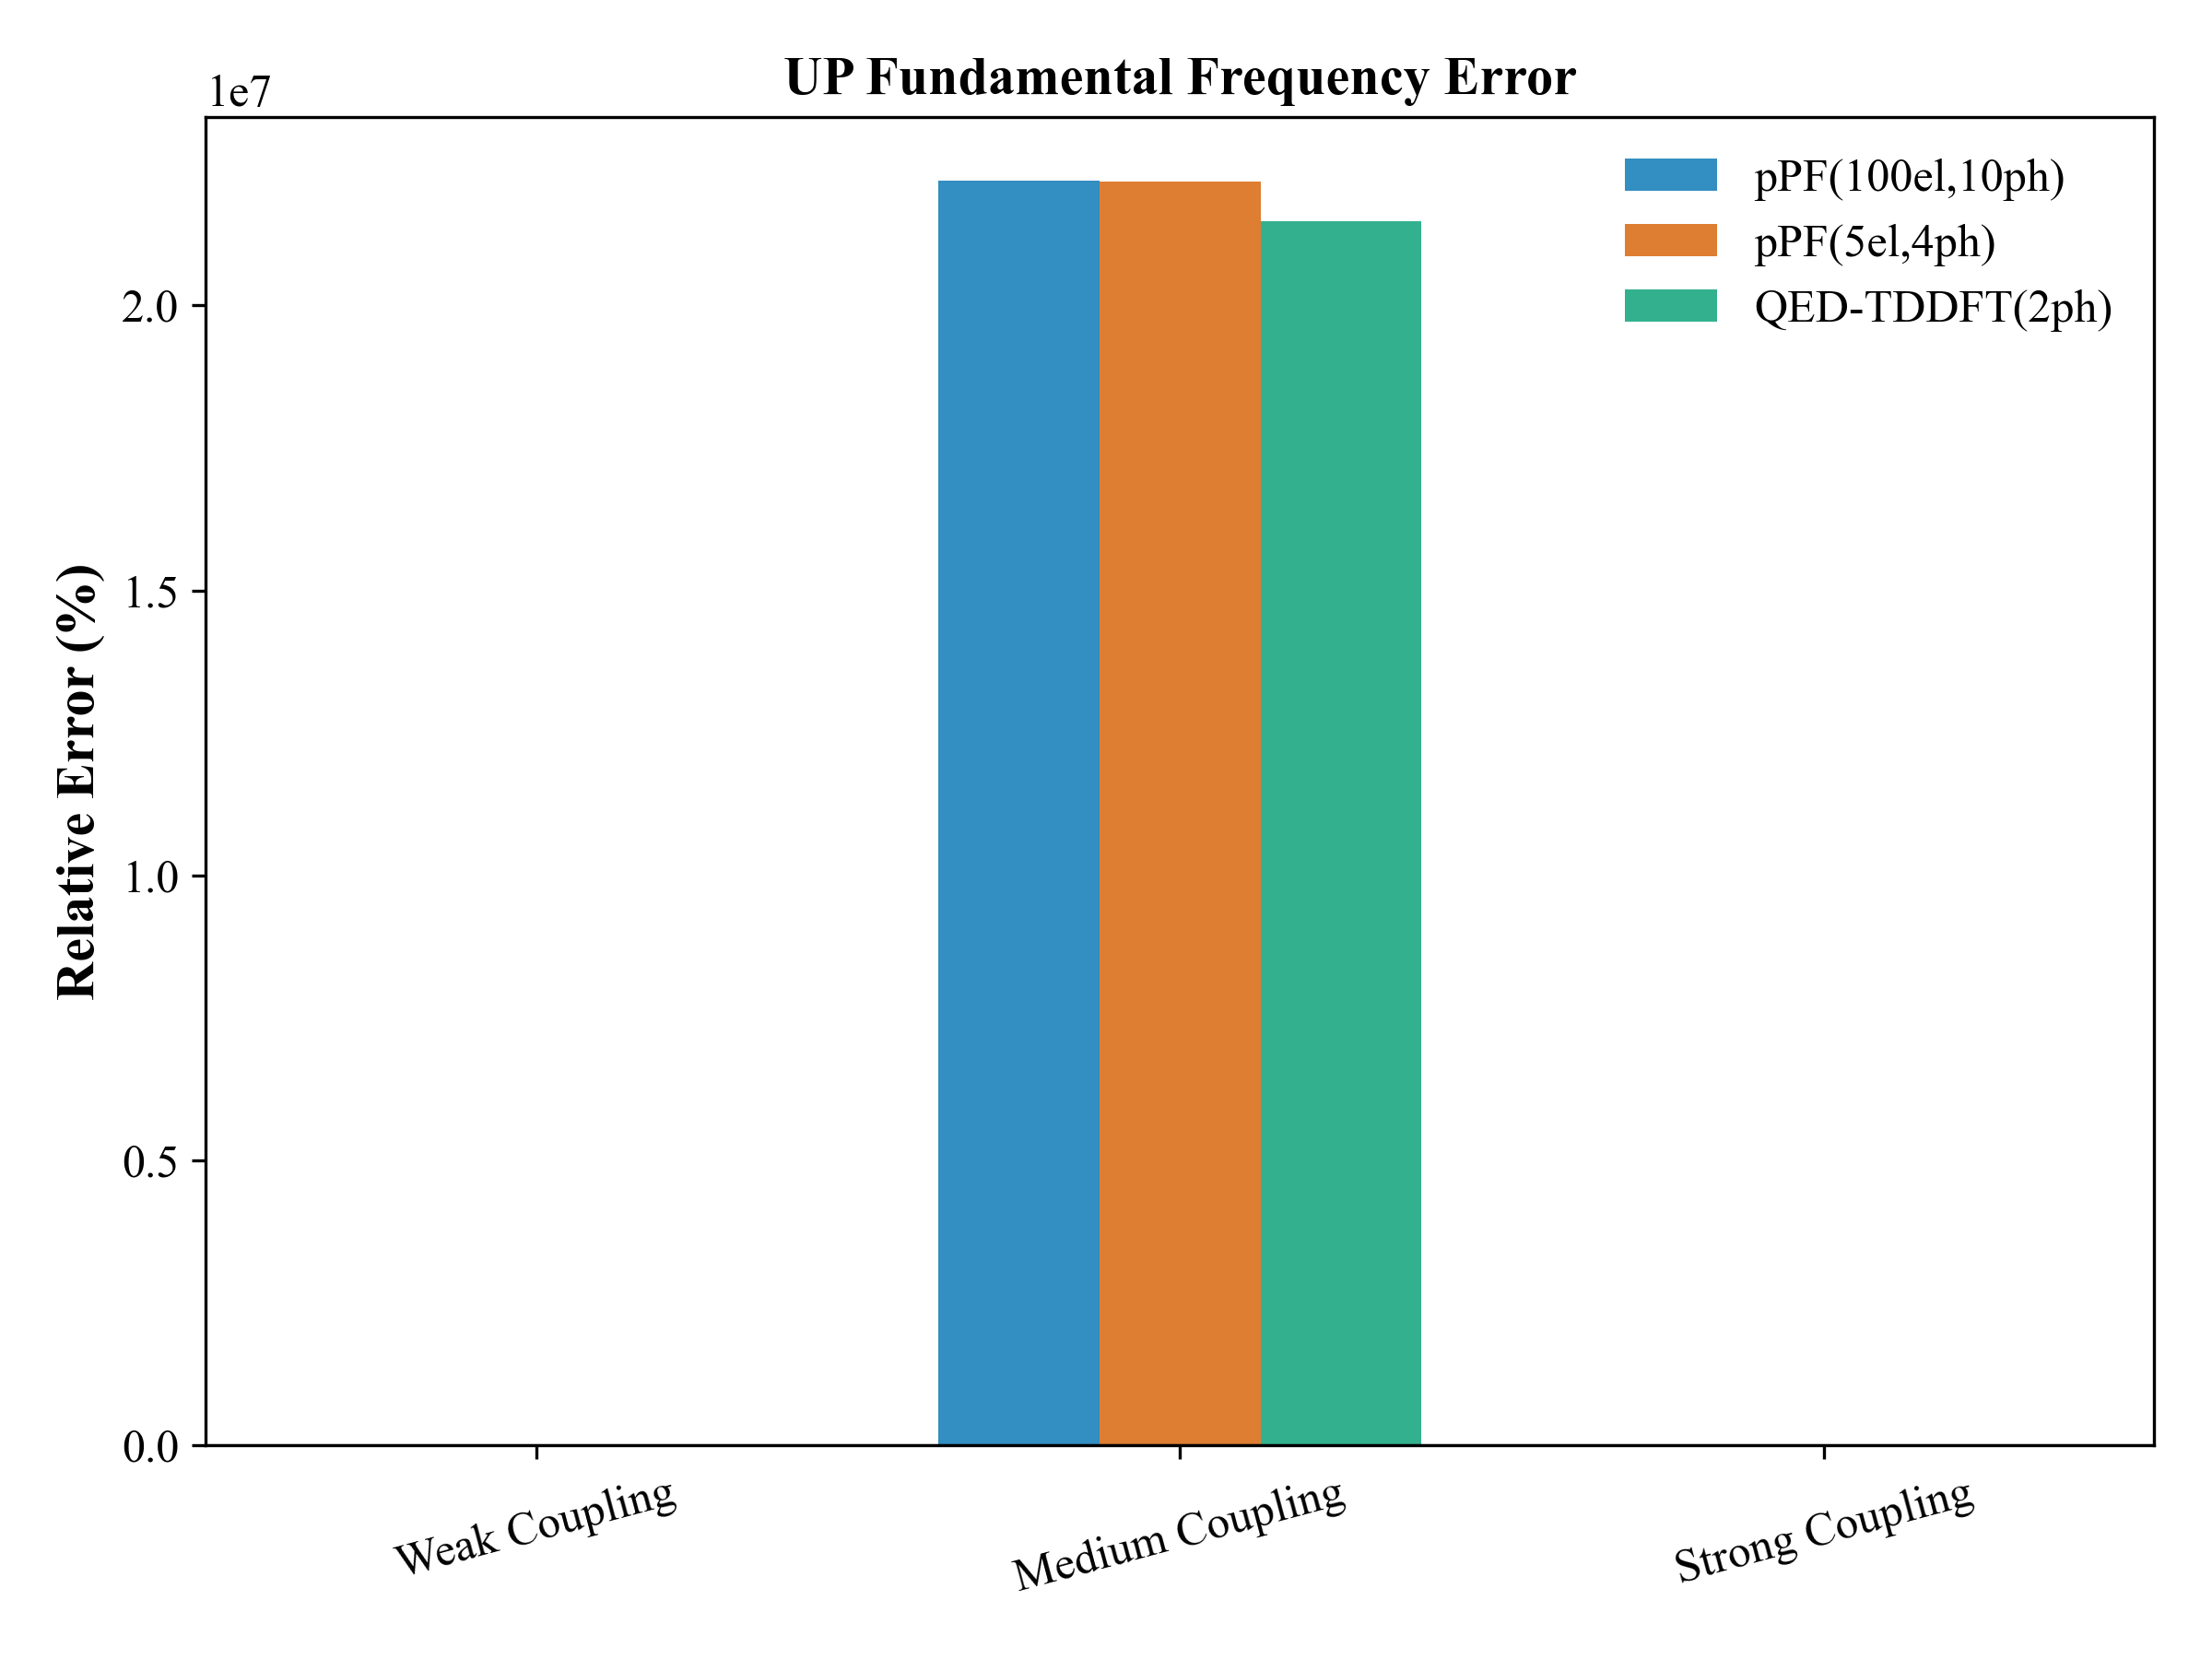 UP Fundamental Frequency Error
1e7
pPF(100el,10ph)
pPF(5el,4ph)
QED-TDDFT(2ph)
Relative Error (%)
2.0
1.5
1.0
0.5
0.0
Weak Coupling
Medium Coupling
Strong Coupling